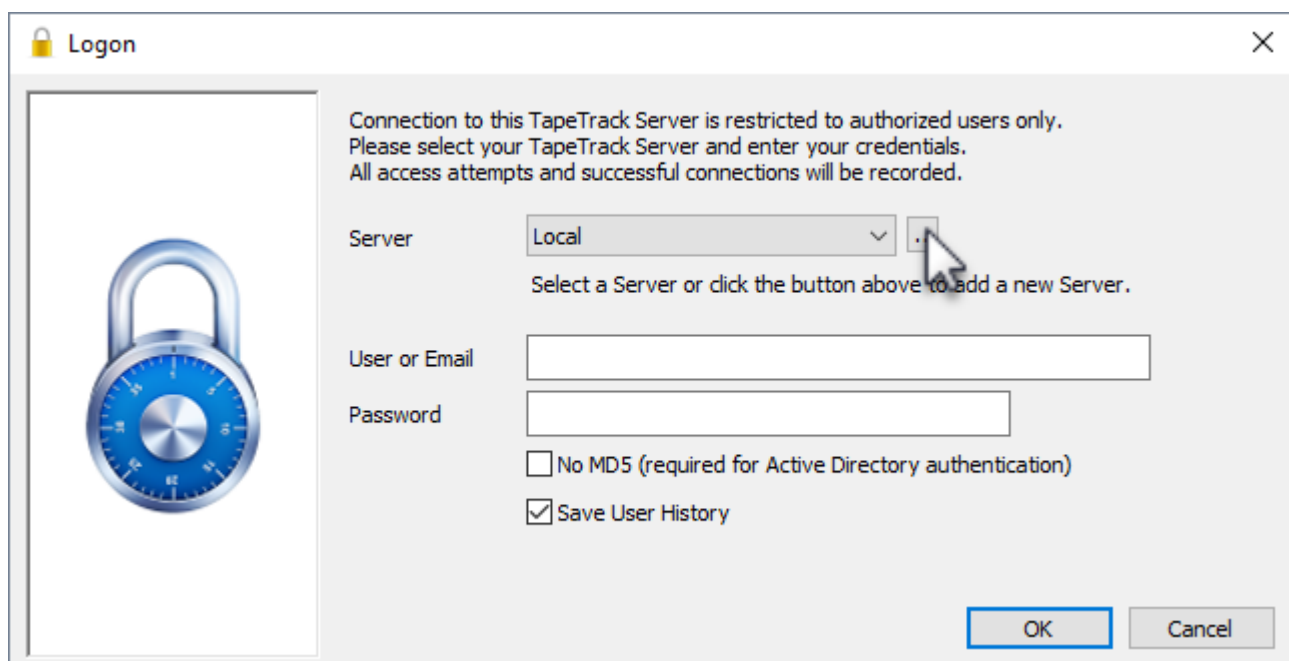 Logon
Connection to this TapeTrack Server is restricted to authorized users only.
Please select your TapeTrack Server and enter your credentials.
All access attempts and successful connections will be recorded.
Server
Local
Select a Server or click the button above to add a new Server.
User or Email
Password
No MD5 (required for Active Directory authentication)
Save User History
OK
Cancel